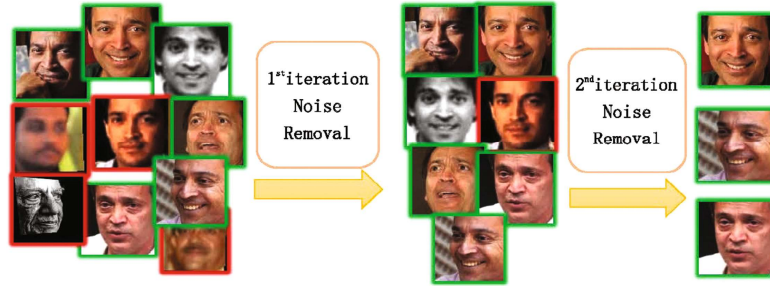 1st iteration
Noise
Removal
2nd iteration
Noise
Removal